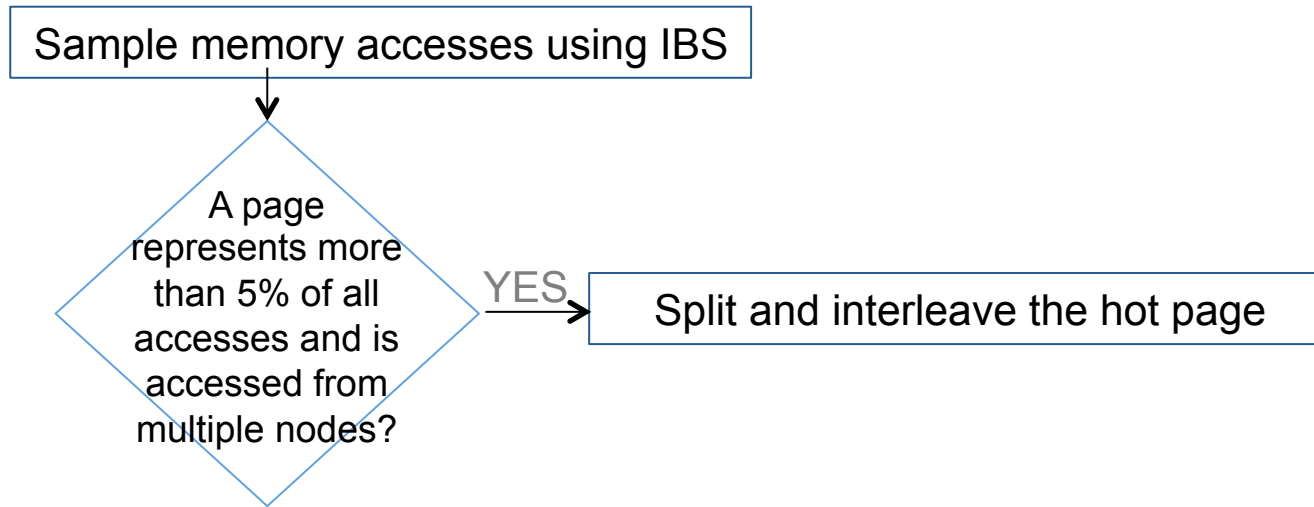 Sample memory accesses using IBS
A page
represents more
than 5% of all
accesses and is
accessed from
multiple nodes?
YES
Split and interleave the hot page